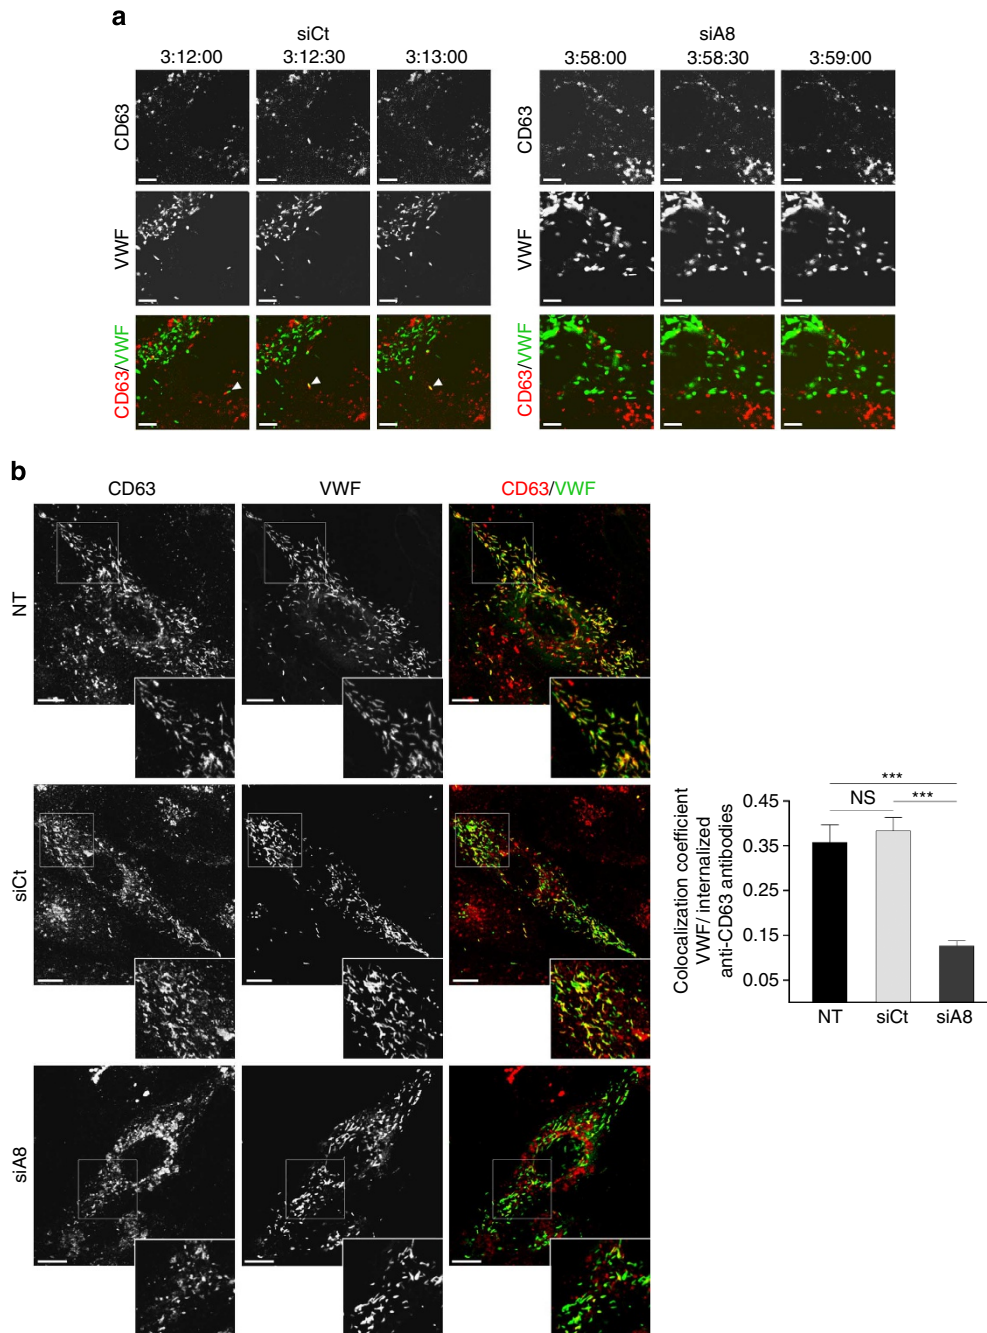 a
siCt
siA8
3:12:00 3:12:30 3:13:00 3:58:00 3:58:30 3:59:00
CD63
CD63
VWF
VWF
CD63/VWF
CD63/VWF
b
CD63 VWF CD63/VWF
NT
siCt
siA8
Colocalization coefficient
VWF/ internalized
anti-CD63 antibodies
0.45
0.35
0.25
0.15
0.05
***
NS ***
NT siCt siA8